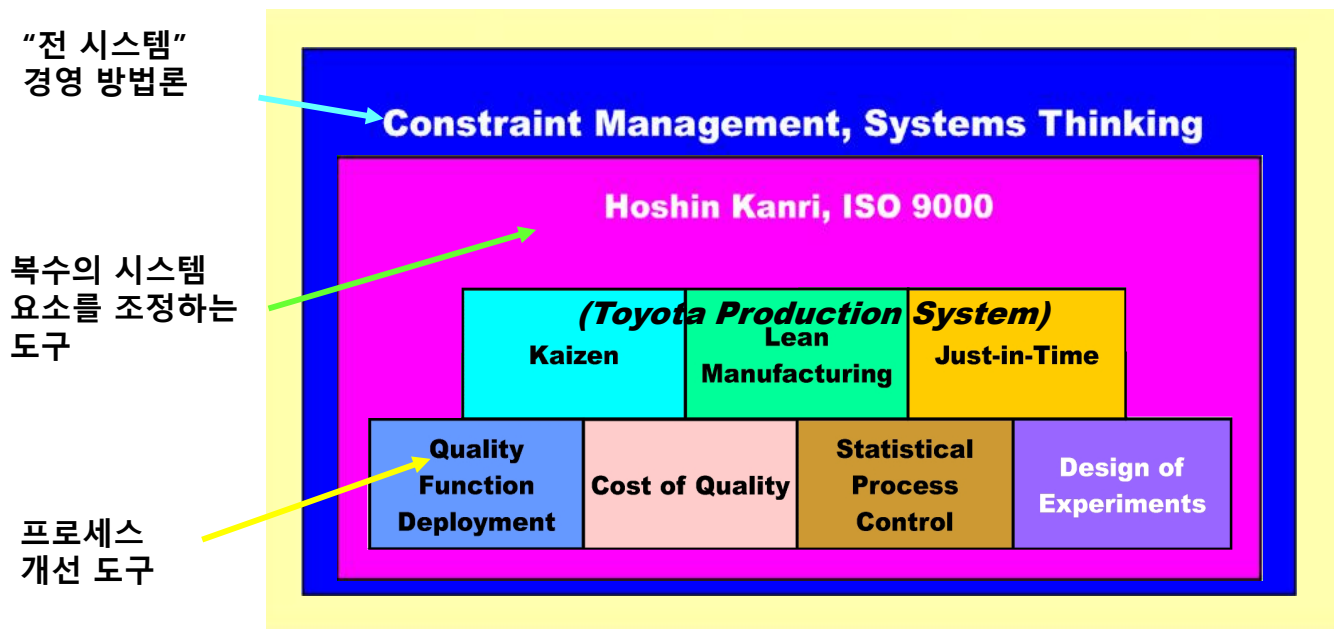 “전 시스템”
경영 방법론
Constraint Management, Systems Thinking
Hoshin Kanri, ISO 9000
복수의 시스템
요소를 조정하는
도구
(Toyota Production System)
Kaizen
Lean
Manufacturing
Just-in-Time
Quality
Function
Deployment
Cost of Quality
Statistical
Process
Control
Design of
Experiments
프로세스
개선 도구